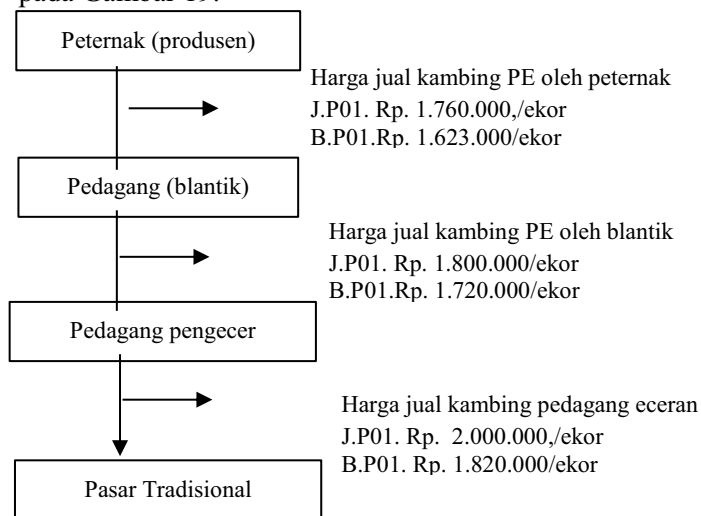 pada Gambar 19.
Peternak (produsen)
Harga jual kambing PE oleh peternak
J.P01. Rp. 1.760.000,/ekor
B.P01.Rp. 1.623.000/ekor
Pedagang (blantik)
Harga jual kambing PE oleh blantik
J.P01. Rp. 1.800.000/ekor
B.P01.Rp. 1.720.000/ekor
Pedagang pengecer
Harga jual kambing pedagang eceran
J.P01. Rp. 2.000.000,/ekor
B.P01. Rp. 1.820.000/ekor
Pasar Tradisional